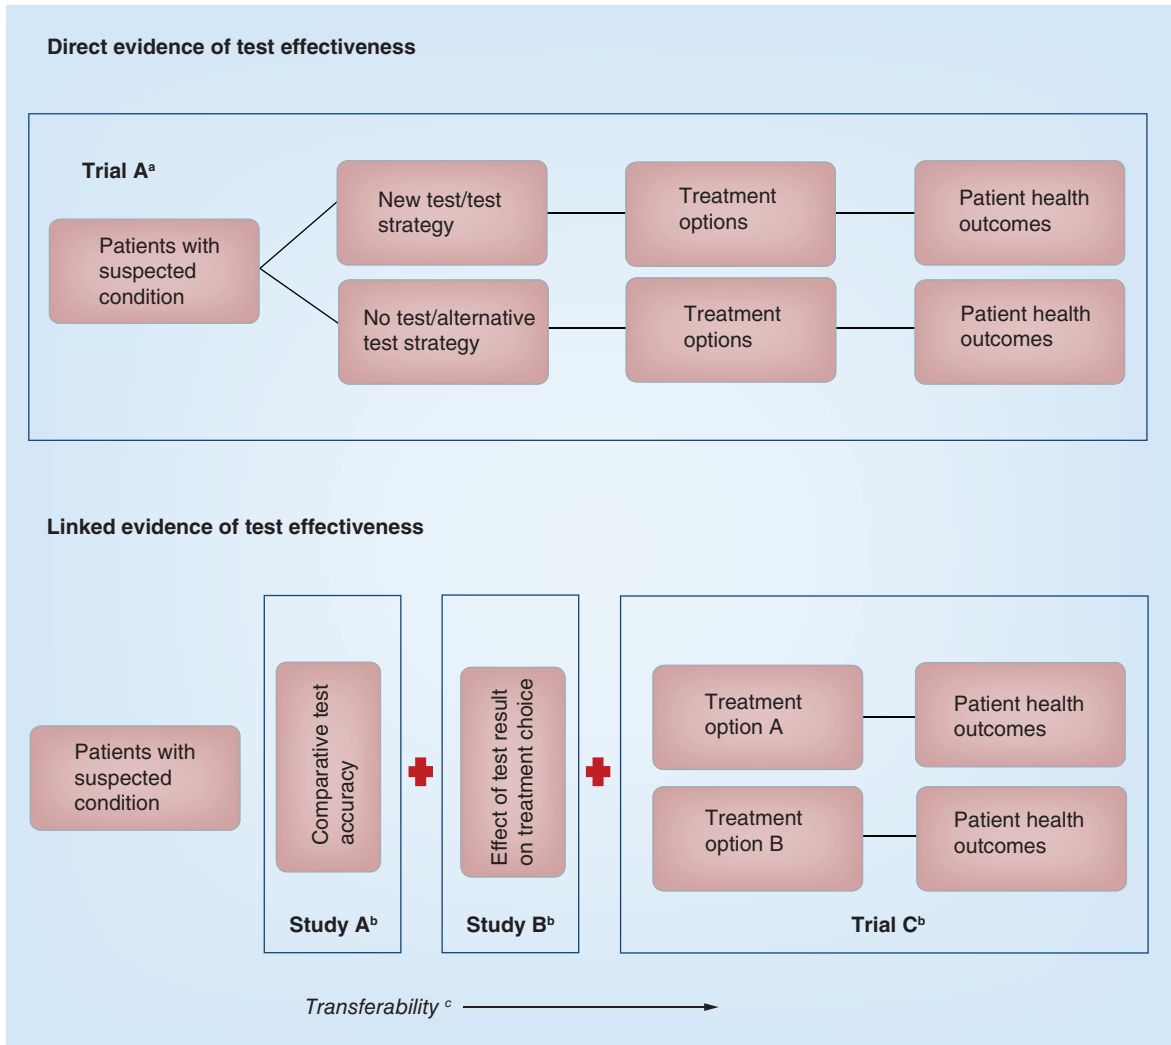 Direct evidence of test effectiveness
Trial Aᵃ
Patients with
suspected
condition
New test/test
strategy
Treatment
options
Patient health
outcomes
No test/alternative
test strategy
Treatment
options
Patient health
outcomes
Linked evidence of test effectiveness
Patients with
suspected
condition
Comparative test
accuracy
Study Aᵇ
Effect of test result
on treatment choice
Study Bᵇ
Treatment
option A
Patient health
outcomes
Treatment
option B
Patient health
outcomes
Trial Cᵇ
Transferability ᶜ